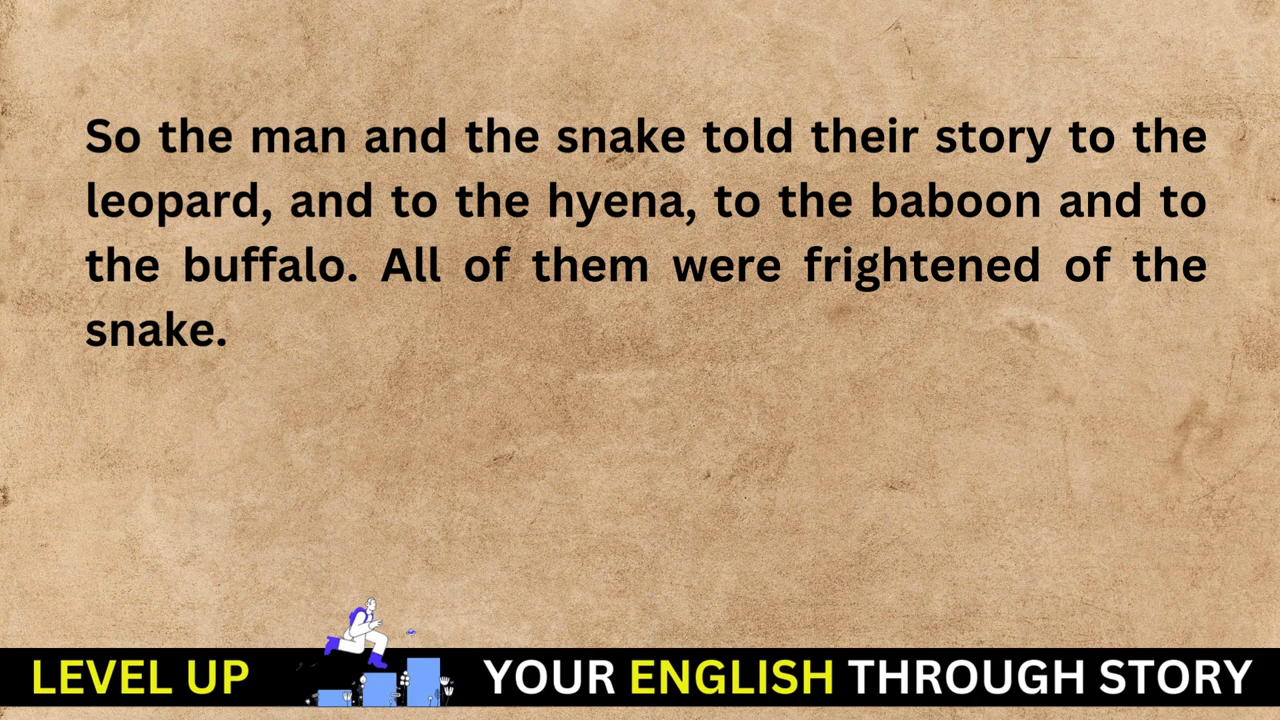 So the man and the snake told their story to the
leopard, and to the hyena, to the baboon and to
the buffalo. All of them were frightened of the
snake.
LEVEL UP YOUR ENGLISH THROUGH STORY